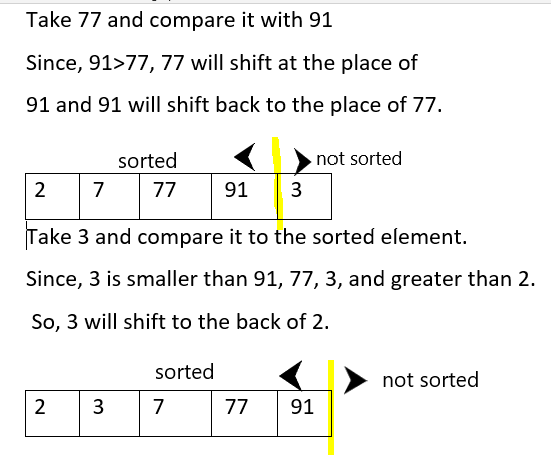 Take 77 and compare it with 91
Since, 91>77, 77 will shift at the place of
91 and 91 will shift back to the place of 77.
sorted not sorted
2 7 77 91 3
Take 3 and compare it to the sorted element.
Since, 3 is smaller than 91, 77, 3, and greater than 2.
So, 3 will shift to the back of 2.
sorted not sorted
2 3 7 77 91